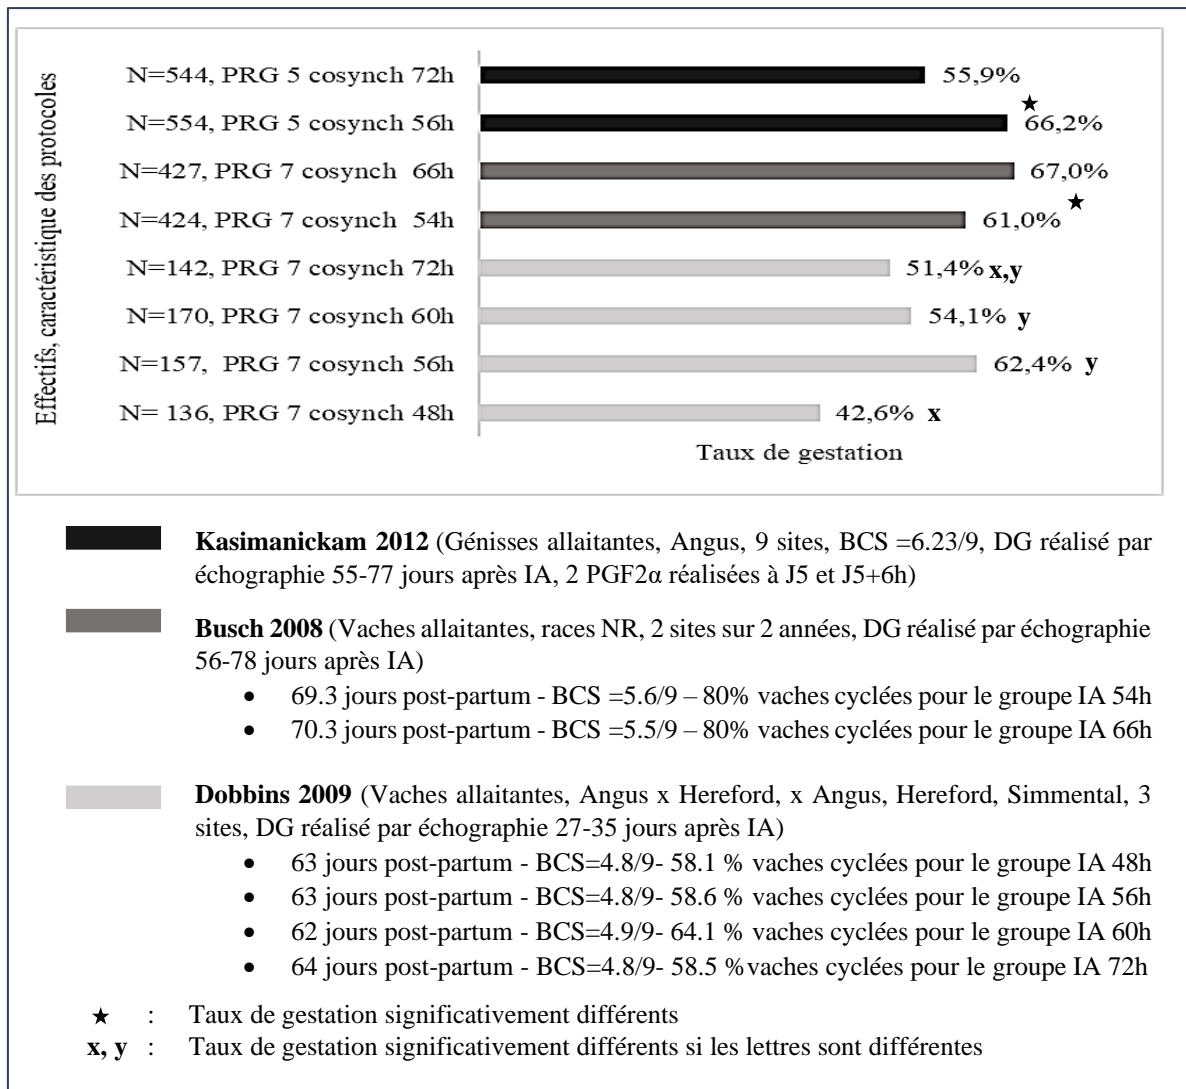 Effectifs, caractéristique des protocoles
N=544, PRG 5 cosynch 72h 55,9%
N=554, PRG 5 cosynch 56h 66,2% ★
N=427, PRG 7 cosynch 66h 67,0%
N=424, PRG 7 cosynch 54h 61,0% ★
N=142, PRG 7 cosynch 72h 51,4% x,y
N=170, PRG 7 cosynch 60h 54,1% y
N=157, PRG 7 cosynch 56h 62,4% y
N= 136, PRG 7 cosynch 48h 42,6% x
Taux de gestation
Kasimanickam 2012 (Génisses allaitantes, Angus, 9 sites, BCS =6.23/9, DG réalisé par
échographie 55-77 jours après IA, 2 PGF2α réalisées à J5 et J5+6h)
Busch 2008 (Vaches allaitantes, races NR, 2 sites sur 2 années, DG réalisé par échographie
56-78 jours après IA)
• 69.3 jours post-partum - BCS =5.6/9 – 80% vaches cyclées pour le groupe IA 54h
• 70.3 jours post-partum - BCS =5.5/9 – 80% vaches cyclées pour le groupe IA 66h
Dobbins 2009 (Vaches allaitantes, Angus x Hereford, x Angus, Hereford, Simmental, 3
sites, DG réalisé par échographie 27-35 jours après IA)
• 63 jours post-partum - BCS=4.8/9- 58.1 % vaches cyclées pour le groupe IA 48h
• 63 jours post-partum - BCS=4.8/9- 58.6 % vaches cyclées pour le groupe IA 56h
• 62 jours post-partum - BCS=4.9/9- 64.1 % vaches cyclées pour le groupe IA 60h
• 64 jours post-partum - BCS=4.8/9- 58.5 %vaches cyclées pour le groupe IA 72h
★ : Taux de gestation significativement différents
x, y : Taux de gestation significativement différents si les lettres sont différentes